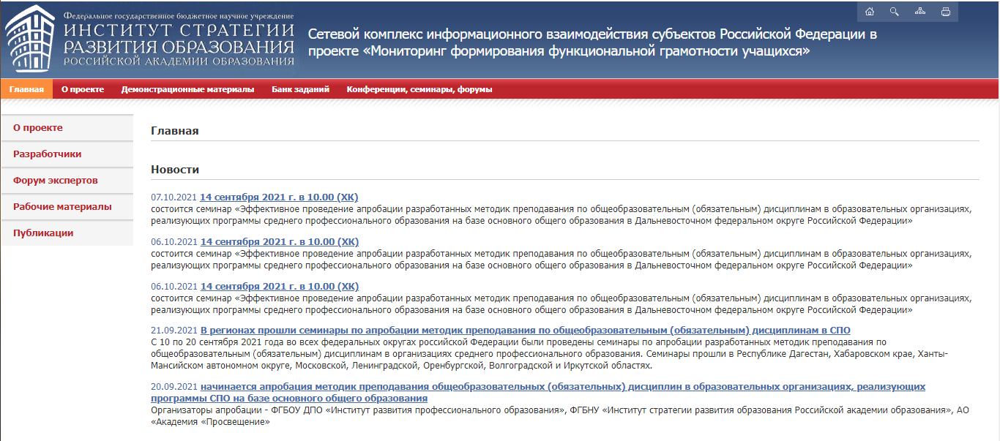 Федеральное государственное бюджетное научное учреждение
ИНСТИТУТ СТРАТЕГИИ
РАЗВИТИЯ ОБРАЗОВАНИЯ
РОССИЙСКОЙ АКАДЕМИИ ОБРАЗОВАНИЯ
Сетевой комплекс информационного взаимодействия субъектов Российской Федерации в
проекте «Мониторинг формирования функциональной грамотности учащихся»
Главная О проекте Демонстрационные материалы Банк заданий Конференции, семинары, форумы
О проекте
Разработчики
Форум экспертов
Рабочие материалы
Публикации
Главная
Новости
07.10.2021 14 сентября 2021 г. в 10.00 (ХК)
состоится семинар «Эффективное проведение апробации разработанных методик преподавания по общеобразовательным (обязательным) дисциплинам в образовательных организациях,
реализующих программы среднего профессионального образования на базе основного общего образования в Дальневосточном федеральном округе Российской Федерации»
06.10.2021 14 сентября 2021 г. в 10.00 (ХК)
состоится семинар «Эффективное проведение апробации разработанных методик преподавания по общеобразовательным (обязательным) дисциплинам в образовательных организациях,
реализующих программы среднего профессионального образования на базе основного общего образования в Дальневосточном федеральном округе Российской Федерации»
06.10.2021 14 сентября 2021 г. в 10.00 (ХК)
состоится семинар «Эффективное проведение апробации разработанных методик преподавания по общеобразовательным (обязательным) дисциплинам в образовательных организациях,
реализующих программы среднего профессионального образования на базе основного общего образования в Дальневосточном федеральном округе Российской Федерации»
21.09.2021 В регионах прошли семинары по апробации методик преподавания по общеобразовательным (обязательным) дисциплинам в СПО
С 10 по 20 сентября 2021 года во всех федеральных округах российской Федерации были проведены семинары по апробации разработанных методик преподавания по
общеобразовательным (обязательным) дисциплинам в организациях среднего профессионального образования. Семинары прошли в Республике Дагестан, Хабаровском крае, Ханты-
Мансийском автономном округе, Московской, Ленинградской, Оренбургской, Волгоградской и Иркутской областях.
20.09.2021 начинается апробация методик преподавания общеобразовательных (обязательных) дисциплин в образовательных организациях, реализующих
программы СПО на базе основного общего образования
Организаторы апробации - ФГБОУ ДПО «Институт развития профессионального образования», ФГБНУ «Институт стратегии развития образования Российской академии образования», АО
«Академия «Просвещение»